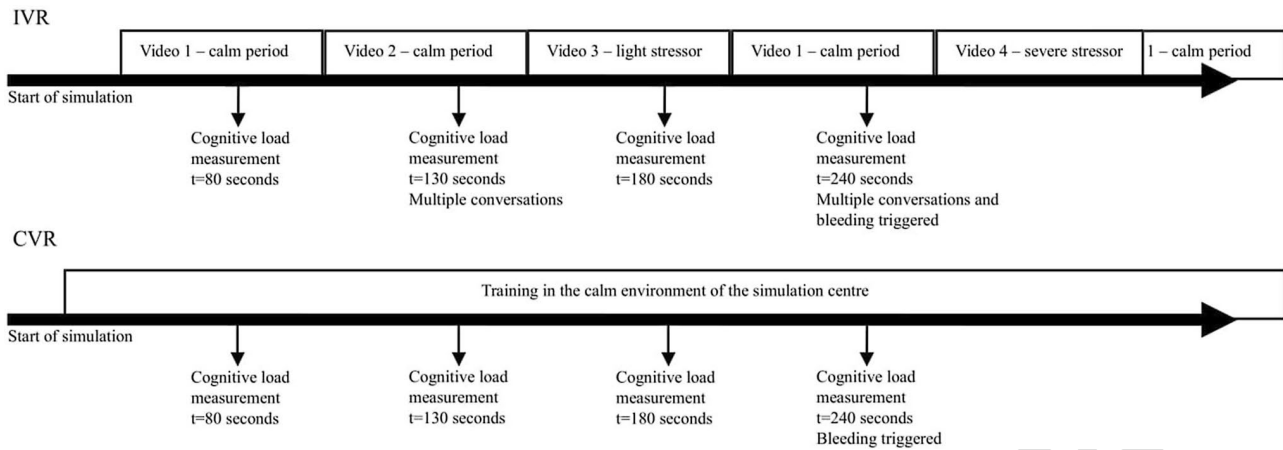 IVR
Video 1 – calm period
Video 2 – calm period
Video 3 – light stressor
Video 1 – calm period
Video 4 – severe stressor
1 – calm period
Start of simulation
Cognitive load
measurement
t=80 seconds
Cognitive load
measurement
t=130 seconds
Multiple conversations
Cognitive load
measurement
t=180 seconds
Cognitive load
measurement
t=240 seconds
Multiple conversations and
bleeding triggered
CVR
Training in the calm environment of the simulation centre
Start of simulation
Cognitive load
measurement
t=80 seconds
Cognitive load
measurement
t=130 seconds
Cognitive load
measurement
t=180 seconds
Cognitive load
measurement
t=240 seconds
Bleeding triggered